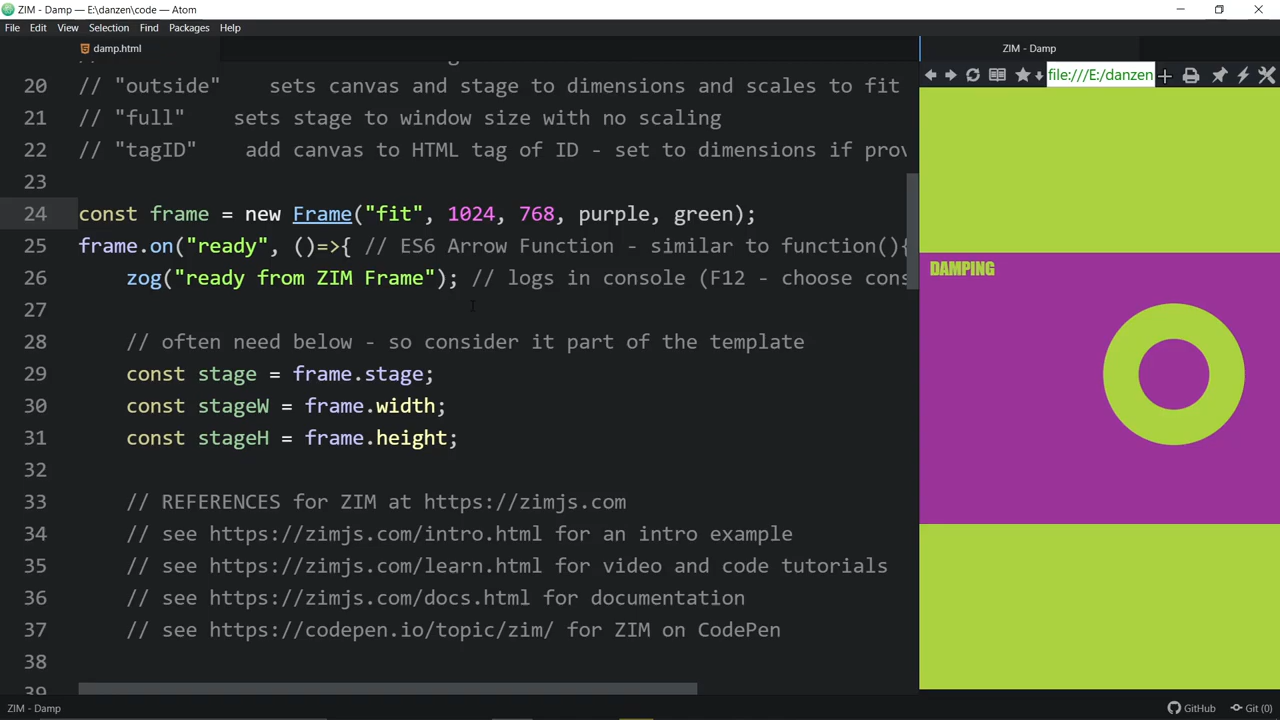 ZIM - Damp — E:\danzen\code — Atom
File Edit View Selection Find Packages Help
damp.html
ZIM - Damp
file:///E:/danzen
20 // "outside" sets canvas and stage to dimensions and scales to fit
21 // "full" sets stage to window size with no scaling
22 // "tagID" add canvas to HTML tag of ID - set to dimensions if prov
23
24 const frame = new Frame("fit", 1024, 768, purple, green);
25 frame.on("ready", ()=>{ // ES6 Arrow Function - similar to function(){
26 zog("ready from ZIM Frame"); // logs in console (F12 - choose cons
27
28 // often need below - so consider it part of the template
29 const stage = frame.stage;
30 const stageW = frame.width;
31 const stageH = frame.height;
32
33 // REFERENCES for ZIM at https://zimjs.com
34 // see https://zimjs.com/intro.html for an intro example
35 // see https://zimjs.com/learn.html for video and code tutorials
36 // see https://zimjs.com/docs.html for documentation
37 // see https://codepen.io/topic/zim/ for ZIM on CodePen
38
39
DAMPING
ZIM - Damp
GitHub Git (0)